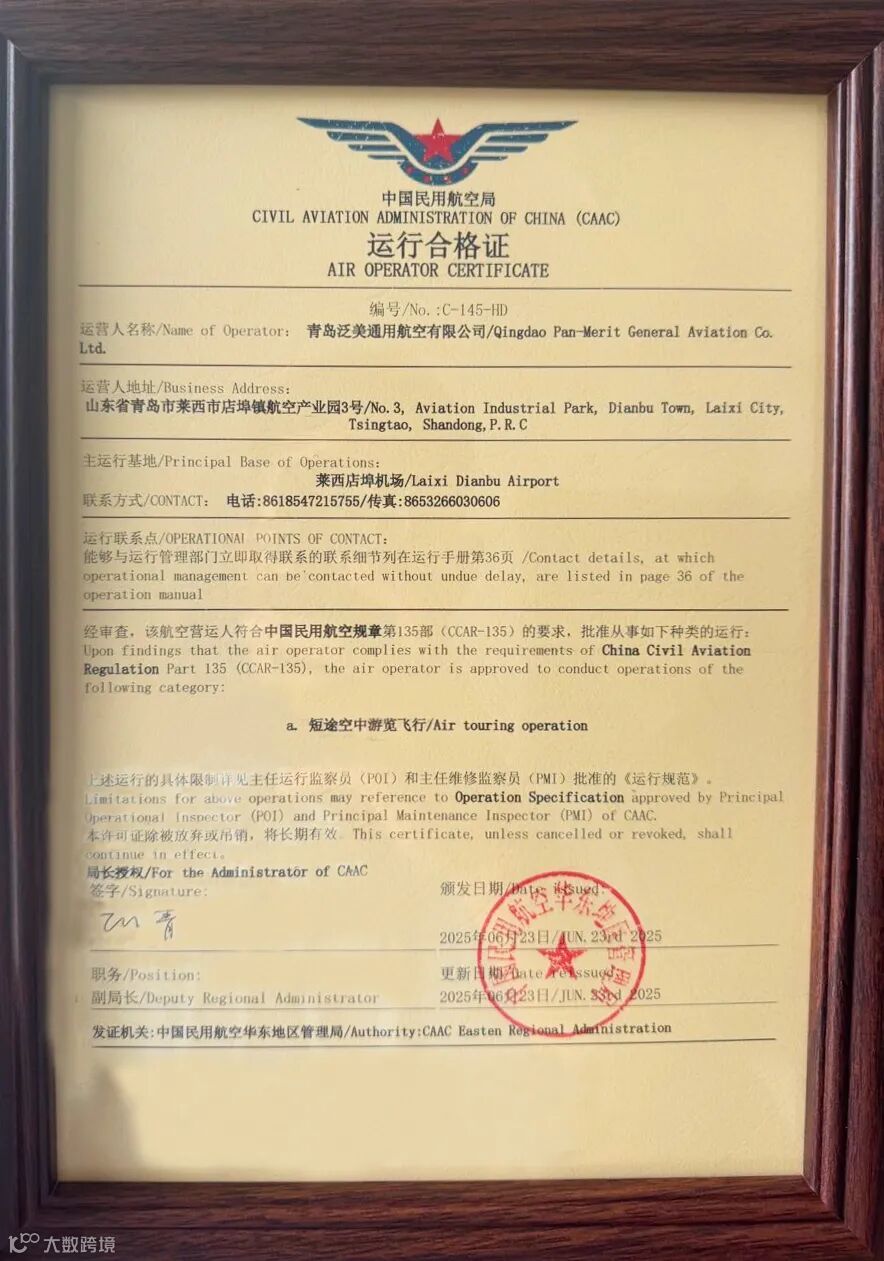 中国民用航空局
CIVIL AVIATION ADMINISTRATION OF CHINA (CAAC)
运行合格证
AIR OPERATOR CERTIFICATE
编号/No.:C-145-HD
运营人名称/Name of Operator: 青岛泛美通用航空有限公司/Qingdao Pan-Merit General Aviation Co.
Ltd.
运营人地址/Business Address:
山东省青岛市莱西市店埠镇航空产业园3号/No.3, Aviation Industrial Park, Dianbu Town, Laixi City,
Tsingtao, Shandong,P.R.C
主运行基地/Principal Base of Operations:
莱西店埠机场/Laixi Dianbu Airport
联系方式/CONTACT: 电话:8618547215755/传真:8653266030606
运行联系点/OPERATIONAL POINTS OF CONTACT:
能够与运行管理部门立即取得联系的联系细节列在运行手册第36页 /Contact details, at which
operational management can be contacted without undue delay, are listed in page 36 of the
operation manual
经审查，该航空营运人符合中国民用航空规章第135部（CCAR-135）的要求，批准从事如下种类的运行:
Upon findings that the air operator complies with the requirements of China Civil Aviation
Regulation Part 135 (CCAR-135), the air operator is approved to conduct operations of the
following category:
a. 短途空中游览飞行/Air touring operation
上述运行的具体限制详见主任运行监察员（POI）和主任维修监察员（PMI）批准的《运行规范》。
Limitations for above operations may reference to Operation Specification approved by Principal
Operational Inspector (POI) and Principal Maintenance Inspector (PMI) of CAAC.
本许可证除被放弃或吊销，将长期有效。This certificate, unless cancelled or revoked, shall
continue in effect。
局长授权/For the Administrator of CAAC
签字/Signature:
颁发日期/Date issued:
2025年06月23日/JUN. 23rd 2025
职务/Position:
副局长/Deputy Regional Administrator
更新日期/Date reissued:
2025年06月23日/JUN. 23rd 2025
发证机关:中国民用航空华东地区管理局/Authority:CAAC Easten Regional Administration
中国民用航空华东地区管理局
大数跨境